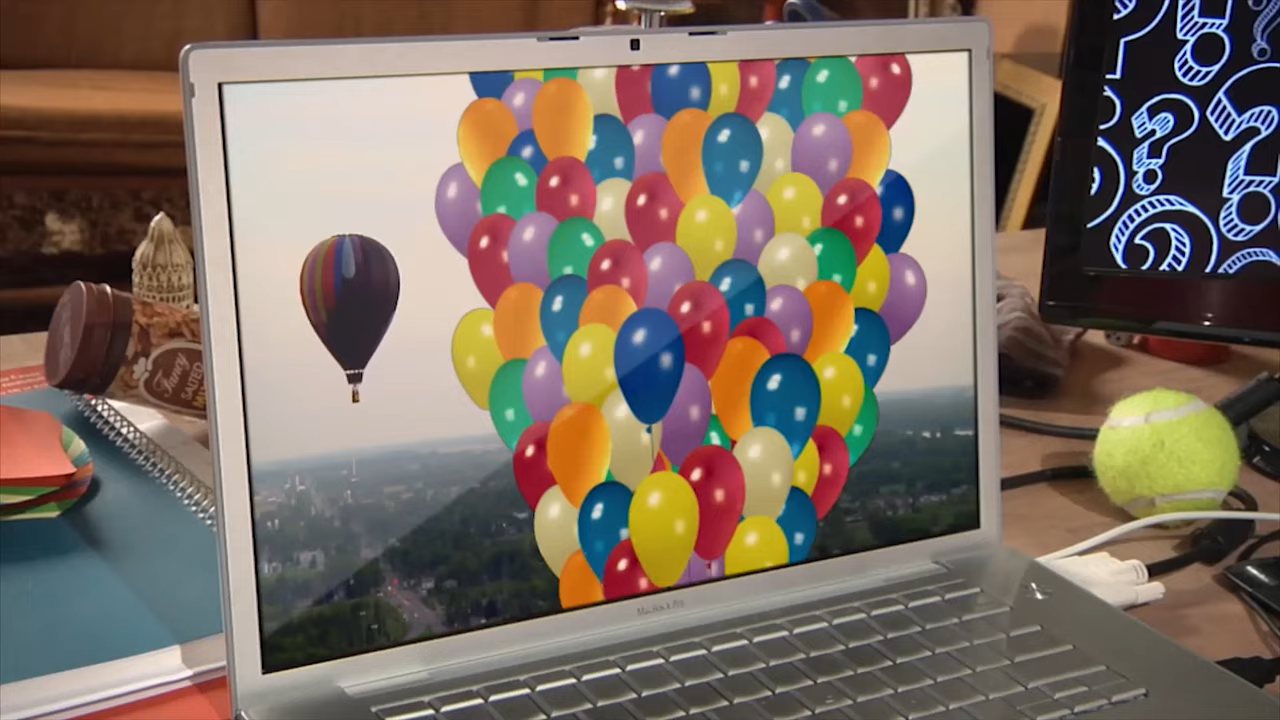 Fancy
SALTED
MacBook Pro
? ? ?
? ?